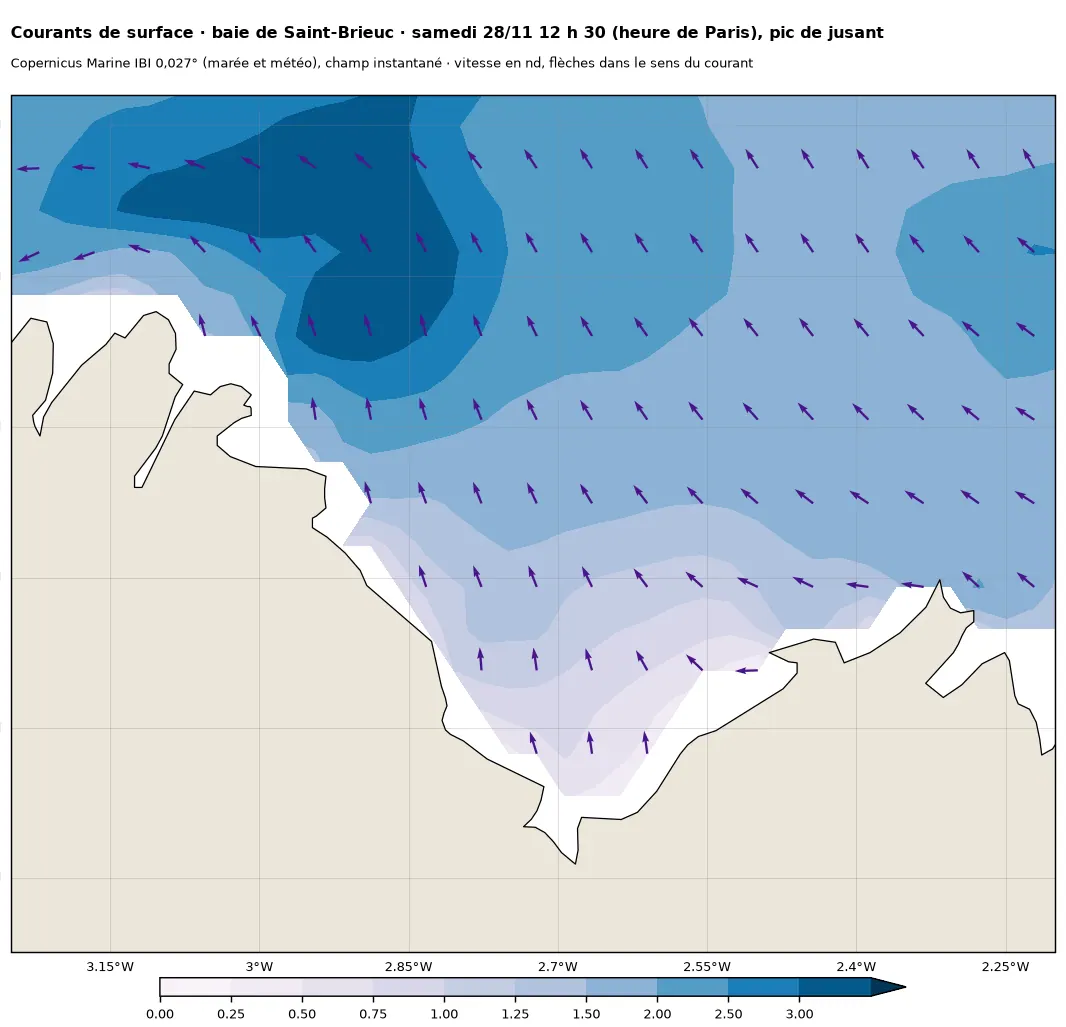 Courants de surface · baie de Saint-Brieuc · samedi 28/11 12 h 30 (heure de Paris), pic de jusant
Copernicus Marine IBI 0,027° (marée et météo), champ instantané · vitesse en nd, flèches dans le sens du courant
3.15°W 3°W 2.85°W 2.7°W 2.55°W 2.4°W 2.25°W
0.00 0.25 0.50 0.75 1.00 1.25 1.50 2.00 2.50 3.00